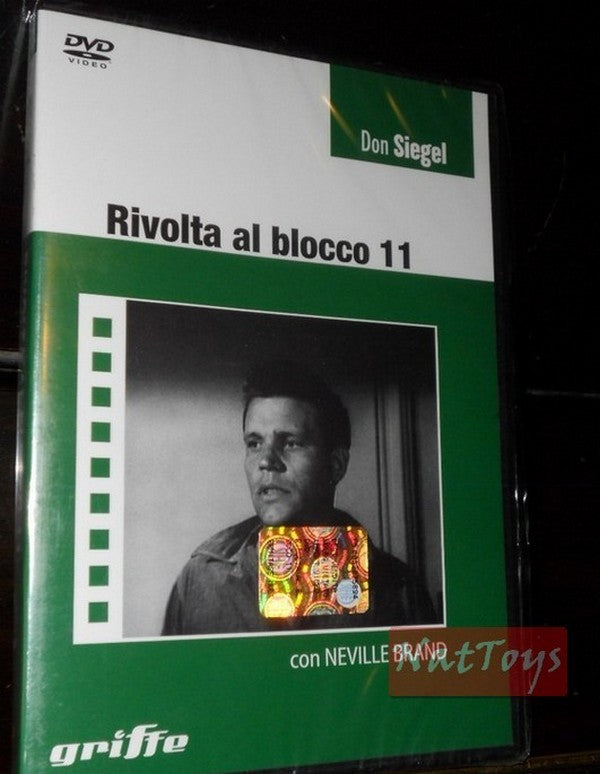 DVD
VIDEO
Don Siegel
Rivolta al blocco 11
con NEVILLE BRAND
NatToys
griffe